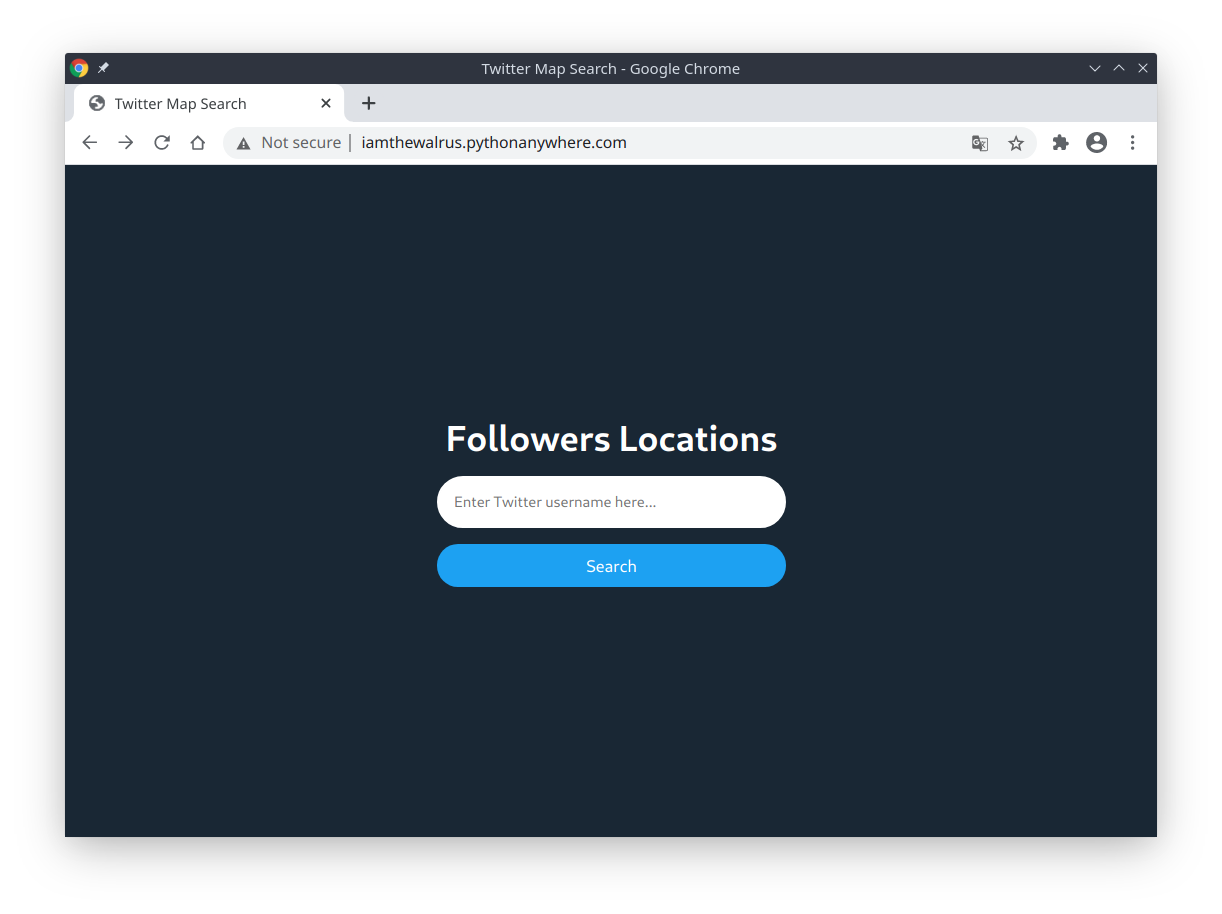 Twitter Map Search - Google Chrome
Twitter Map Search
Not secure | iamthewalrus.pythonanywhere.com
Followers Locations
Enter Twitter username here...
Search